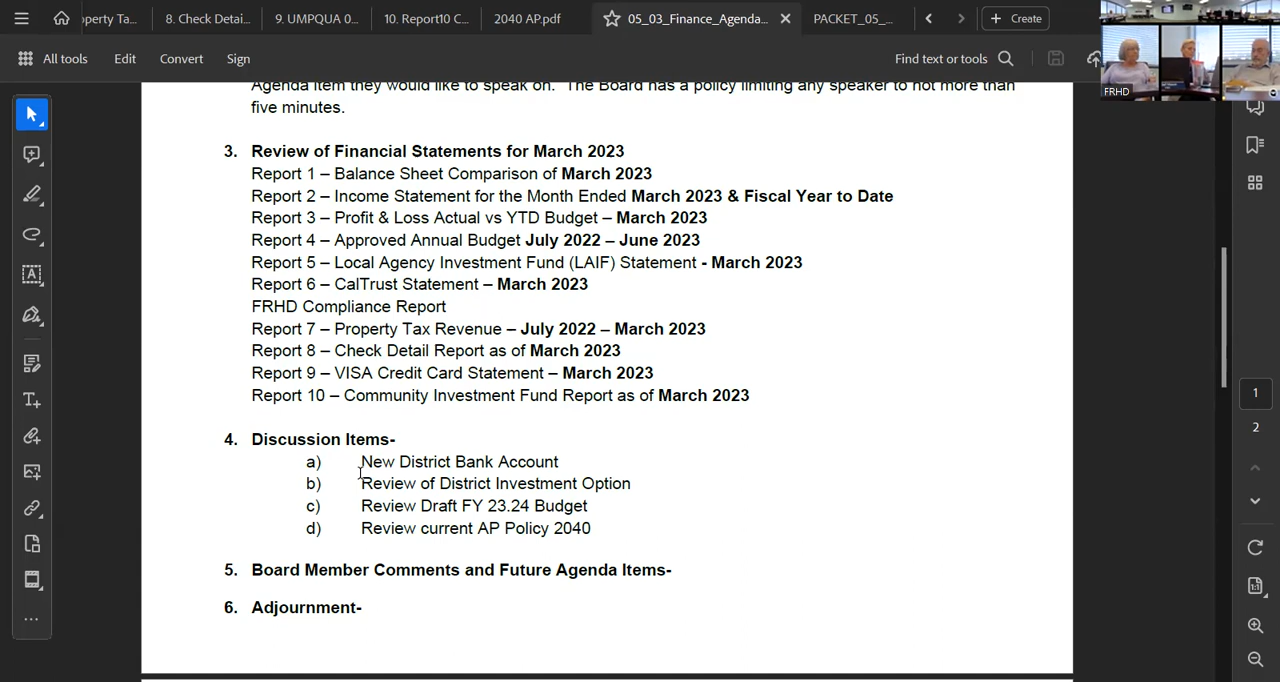 perty Ta...
8. Check Detai...
9. UMPQUA 0...
10. Report10 C...
2040 AP.pdf
05_03_Finance_Agenda...
PACKET_05_...
Create
All tools
Edit
Convert
Sign
Find text or tools
FRHD
Agenda item they would like to speak on. The Board has a policy limiting any speaker to not more than
five minutes.
3. Review of Financial Statements for March 2023
Report 1 – Balance Sheet Comparison of March 2023
Report 2 – Income Statement for the Month Ended March 2023 & Fiscal Year to Date
Report 3 – Profit & Loss Actual vs YTD Budget – March 2023
Report 4 – Approved Annual Budget July 2022 – June 2023
Report 5 – Local Agency Investment Fund (LAIF) Statement - March 2023
Report 6 – CalTrust Statement – March 2023
FRHD Compliance Report
Report 7 – Property Tax Revenue – July 2022 – March 2023
Report 8 – Check Detail Report as of March 2023
Report 9 – VISA Credit Card Statement – March 2023
Report 10 – Community Investment Fund Report as of March 2023
4. Discussion Items-
a) New District Bank Account
b) Review of District Investment Option
c) Review Draft FY 23.24 Budget
d) Review current AP Policy 2040
5. Board Member Comments and Future Agenda Items-
6. Adjournment-
1
2